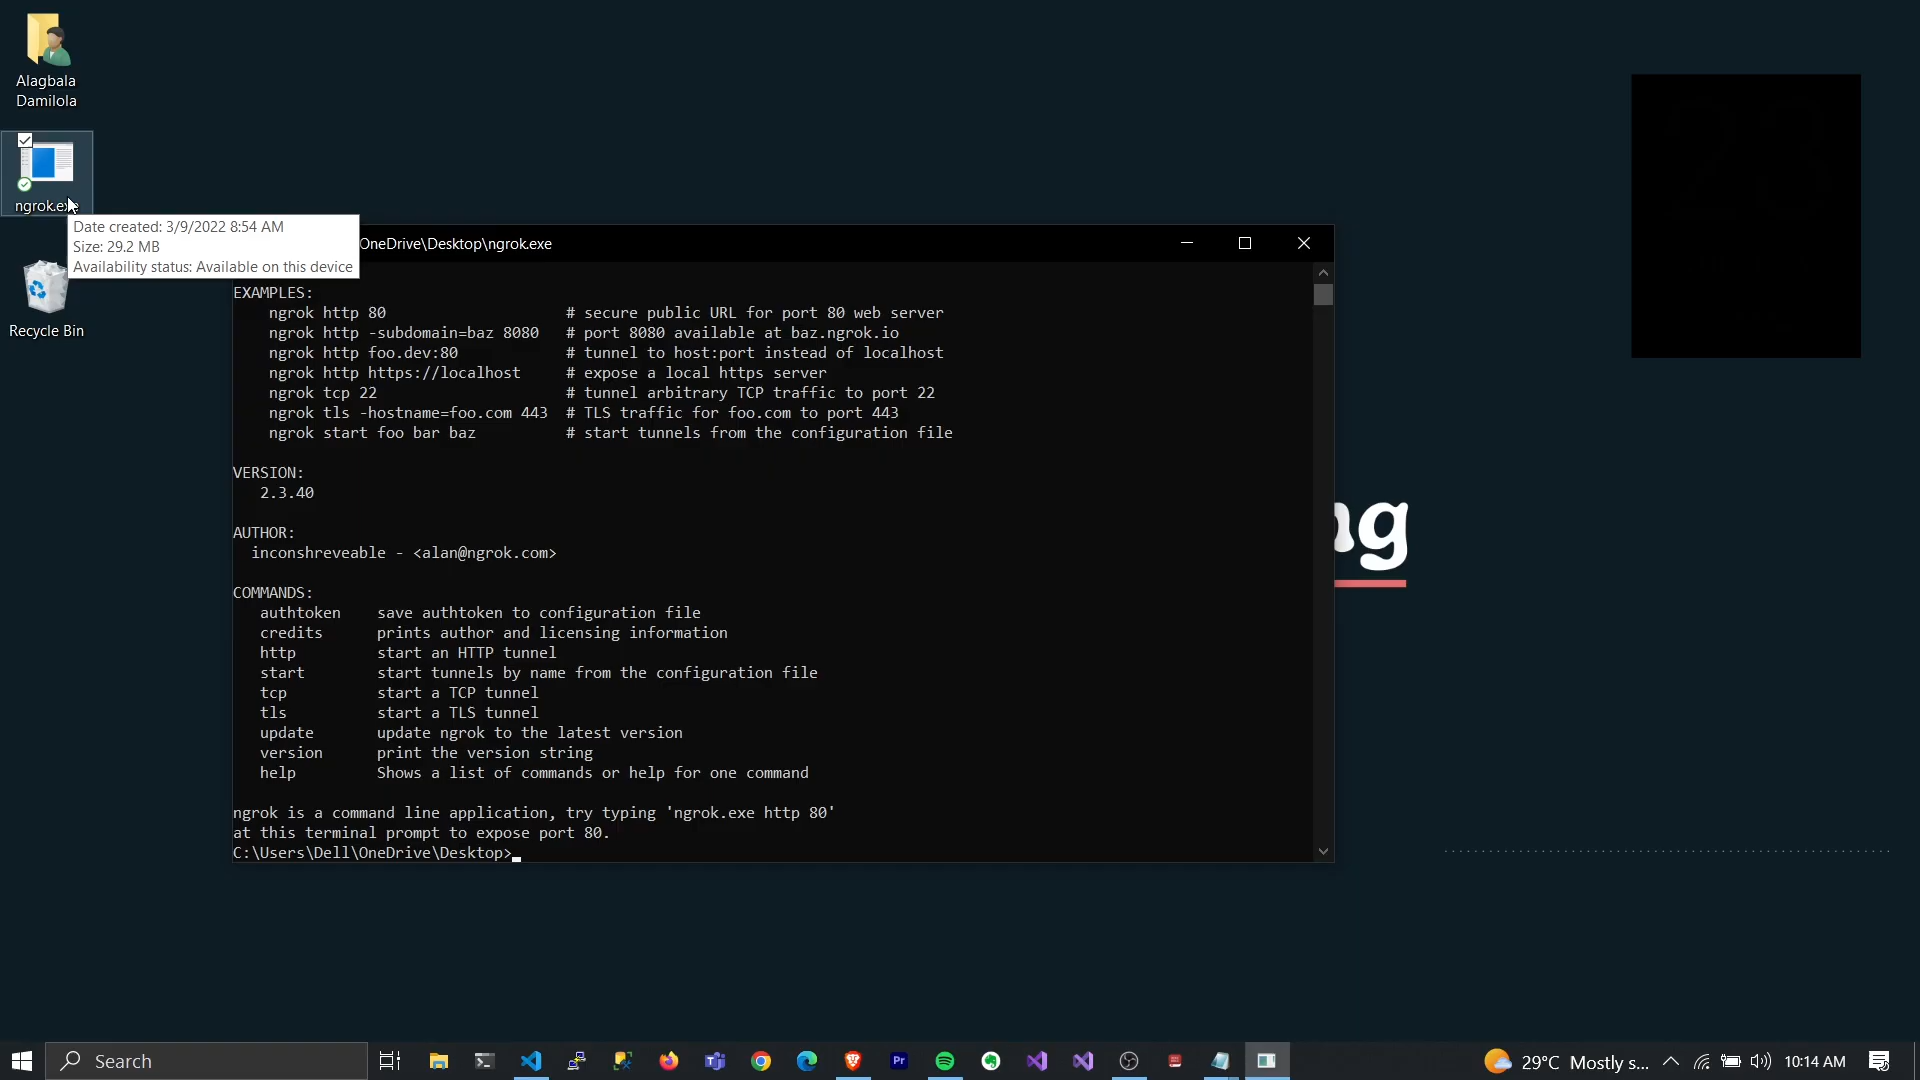 Alagbala
Damilola
ngrok.exe
Date created: 3/9/2022 8:54 AM
Size: 29.2 MB
Availability status: Available on this device
Recycle Bin
OneDrive\Desktop\ngrok.exe
EXAMPLES:
ngrok http 80 # secure public URL for port 80 web server
ngrok http -subdomain=baz 8080 # port 8080 available at baz.ngrok.io
ngrok http foo.dev:80 # tunnel to host:port instead of localhost
ngrok http https://localhost # expose a local https server
ngrok tcp 22 # tunnel arbitrary TCP traffic to port 22
ngrok tls -hostname=foo.com 443 # TLS traffic for foo.com to port 443
ngrok start foo bar baz # start tunnels from the configuration file
VERSION:
2.3.40
AUTHOR:
inconshreveable - <alan@ngrok.com>
COMMANDS:
authtoken save authtoken to configuration file
credits prints author and licensing information
http start an HTTP tunnel
start start tunnels by name from the configuration file
tcp start a TCP tunnel
tls start a TLS tunnel
update update ngrok to the latest version
version print the version string
help Shows a list of commands or help for one command
ngrok is a command line application, try typing 'ngrok.exe http 80'
at this terminal prompt to expose port 80.
C:\Users\Dell\OneDrive\Desktop>
Search
Pr
29°C Mostly s...
10:14 AM